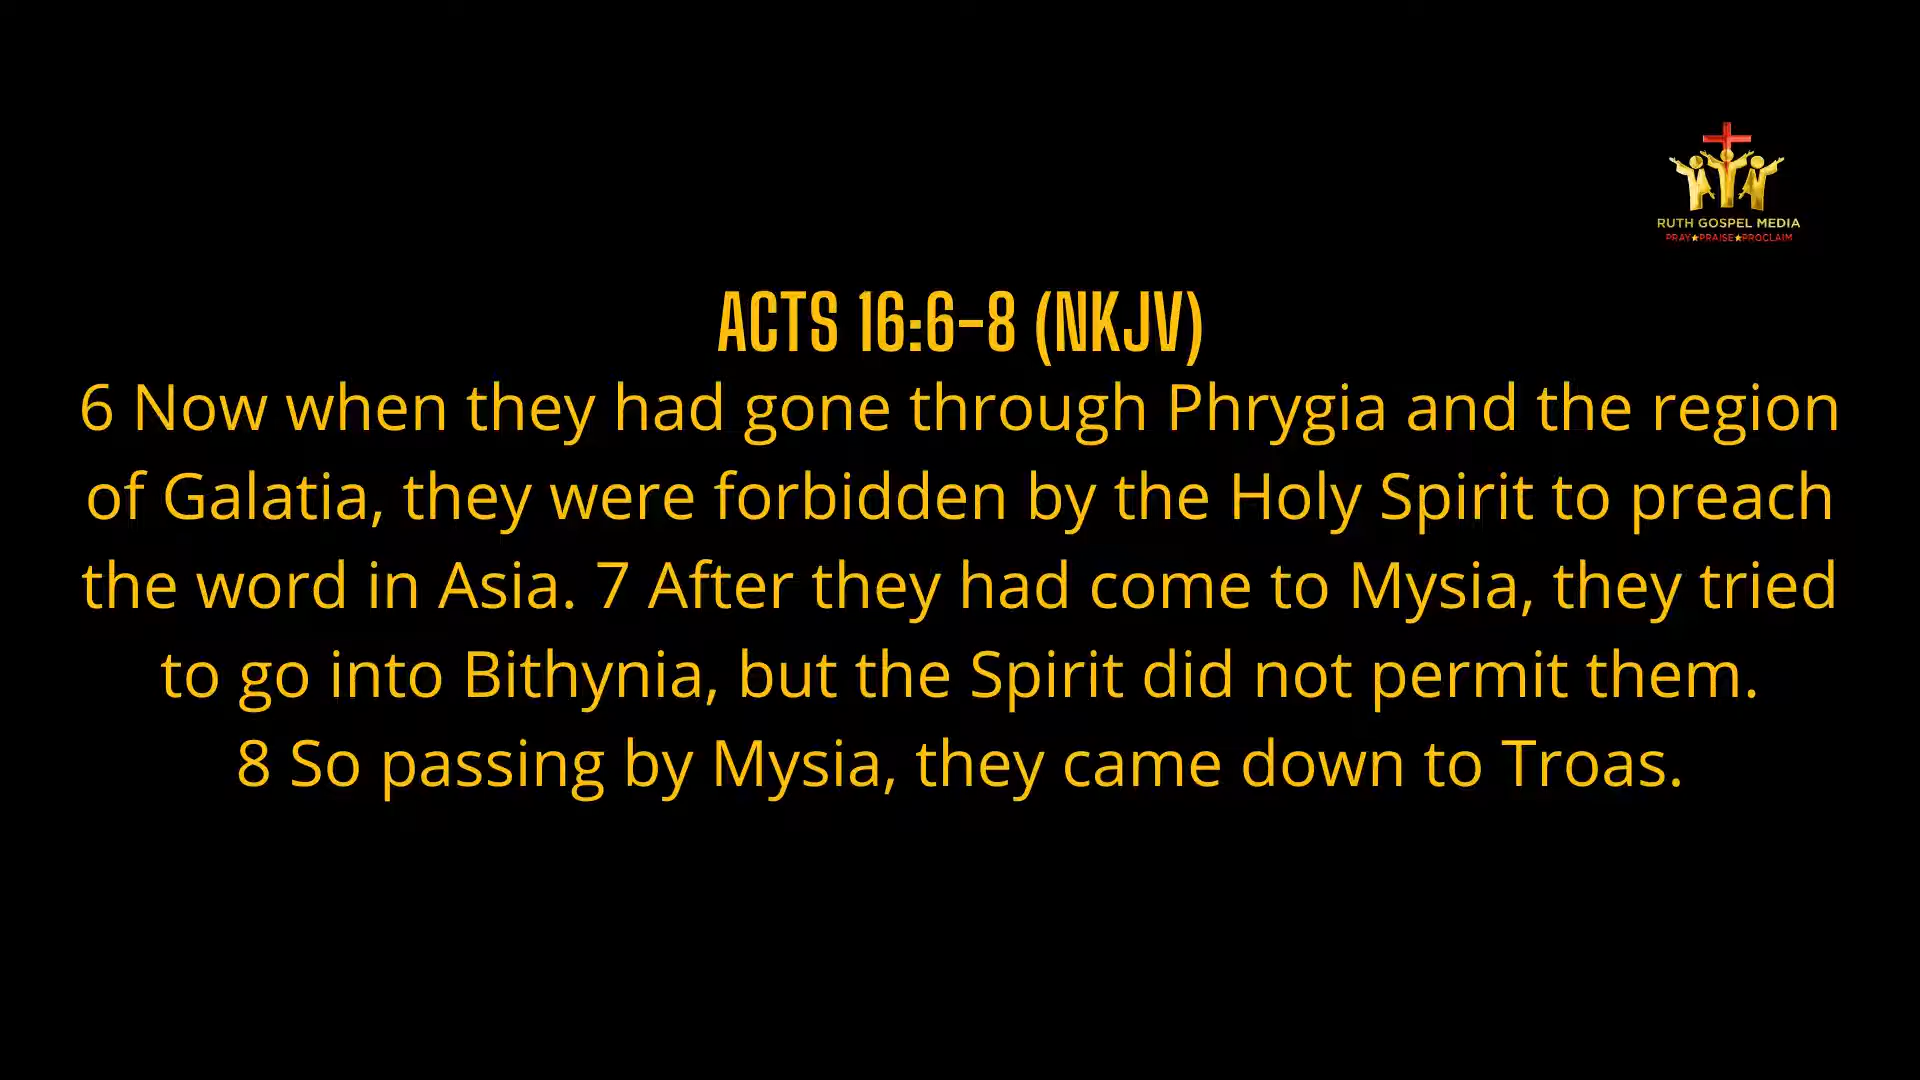 RUTH GOSPEL MEDIA
PRAY★PRAISE★PROCLAIM
ACTS 16:6-8 (NKJV)
6 Now when they had gone through Phrygia and the region
of Galatia, they were forbidden by the Holy Spirit to preach
the word in Asia. 7 After they had come to Mysia, they tried
to go into Bithynia, but the Spirit did not permit them.
8 So passing by Mysia, they came down to Troas.